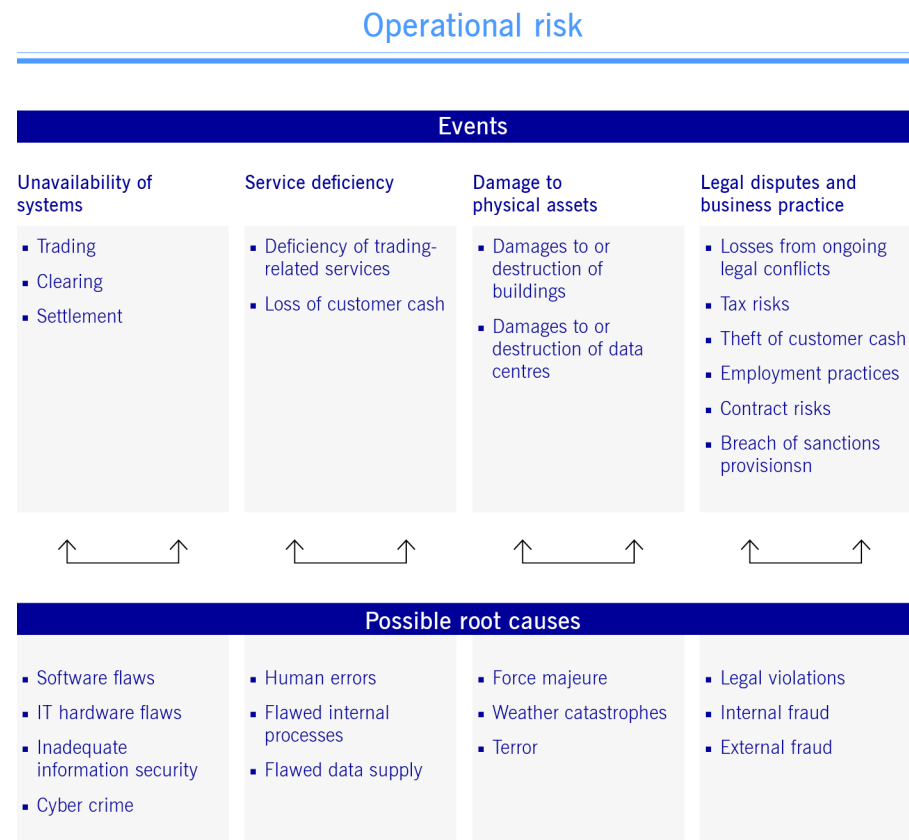 Operational risk
Events
Unavailability of
systems
▪ Trading
▪ Clearing
▪ Settlement
Service deficiency
▪ Deficiency of trading-
related services
▪ Loss of customer cash
Damage to
physical assets
▪ Damages to or
destruction of
buildings
▪ Damages to or
destruction of data
centres
Legal disputes and
business practice
▪ Losses from ongoing
legal conflicts
▪ Tax risks
▪ Theft of customer cash
▪ Employment practices
▪ Contract risks
▪ Breach of sanctions
provisionsn
Possible root causes
▪ Software flaws
▪ IT hardware flaws
▪ Inadequate
information security
▪ Cyber crime
▪ Human errors
▪ Flawed internal
processes
▪ Flawed data supply
▪ Force majeure
▪ Weather catastrophes
▪ Terror
▪ Legal violations
▪ Internal fraud
▪ External fraud